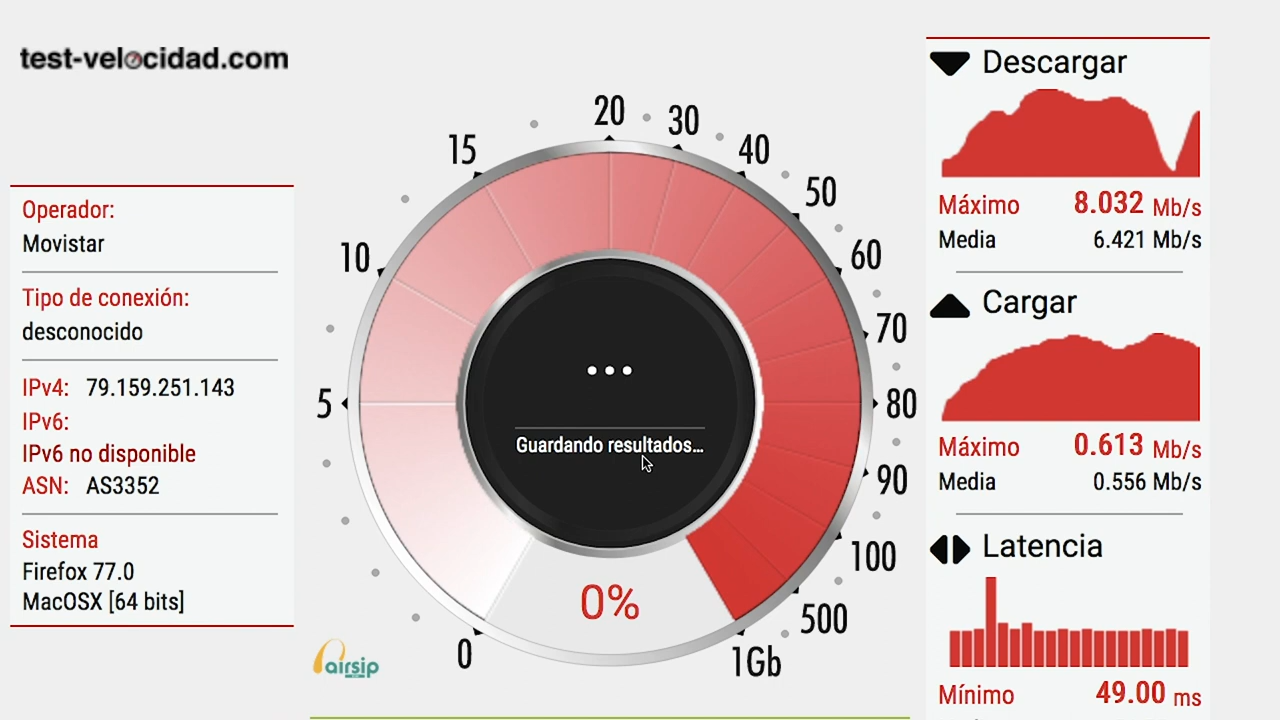 test-velocidad.com
Operador:
Movistar
Tipo de conexión:
desconocido
IPv4: 79.159.251.143
IPv6:
IPv6 no disponible
ASN: AS3352
Sistema
Firefox 77.0
MacOSX [64 bits]
0
5
10
15
20
30
40
50
60
70
80
90
100
500
1Gb
Guardando resultados...
0%
airsip
Descargar
Máximo 8.032 Mb/s
Media 6.421 Mb/s
Cargar
Máximo 0.613 Mb/s
Media 0.556 Mb/s
Latencia
Mínimo 49.00 ms